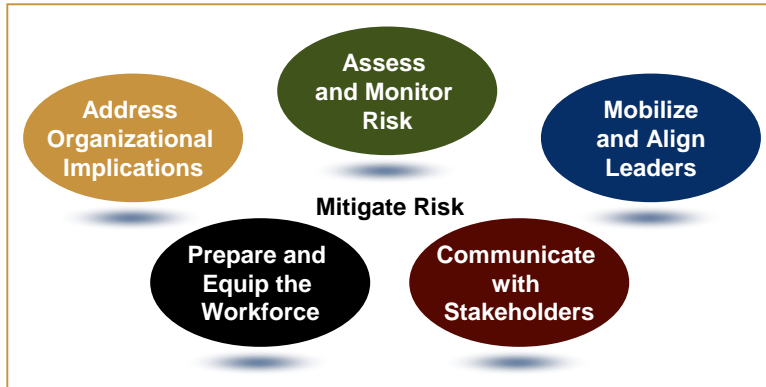 Assess
and Monitor
Risk
Address
Organizational
Implications
Mobilize
and Align
Leaders
Mitigate Risk
Prepare and
Equip the
Workforce
Communicate
with
Stakeholders